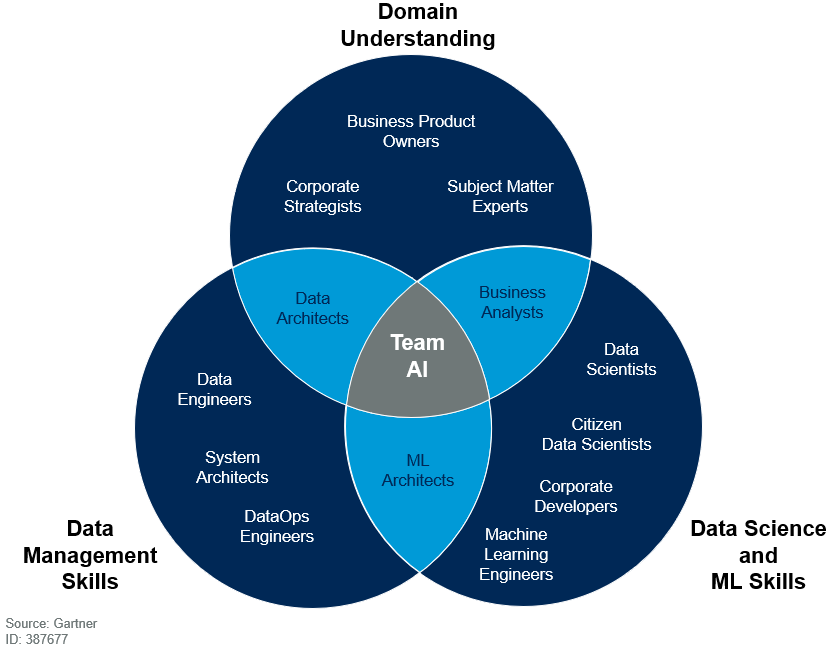 Domain
Understanding
Business Product
Owners
Corporate
Strategists
Subject Matter
Experts
Data
Architects
Business
Analysts
Team
AI
Data
Engineers
System
Architects
DataOps
Engineers
ML
Architects
Data
Scientists
Citizen
Data Scientists
Corporate
Developers
Machine
Learning
Engineers
Data
Management
Skills
Data Science
and
ML Skills
Source: Gartner
ID: 387677